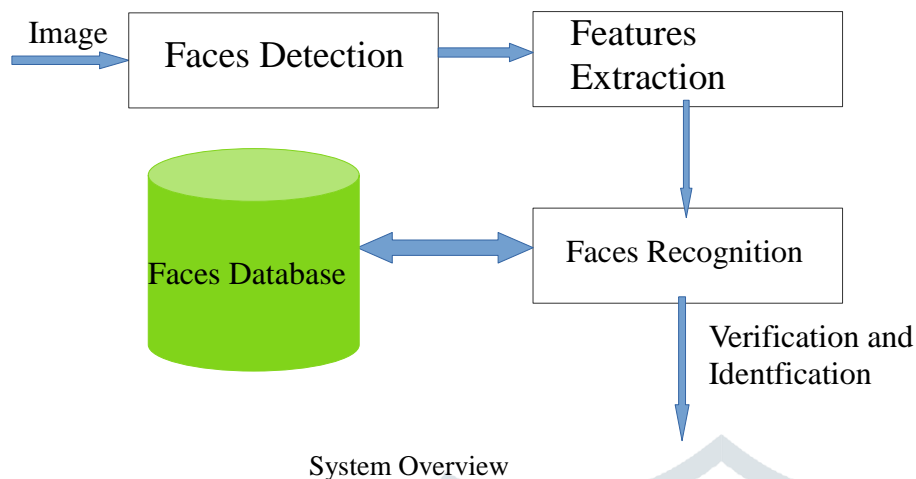 Image
Faces Detection
Features
Extraction
Faces Database
Faces Recognition
Verification and
Identfication
System Overview